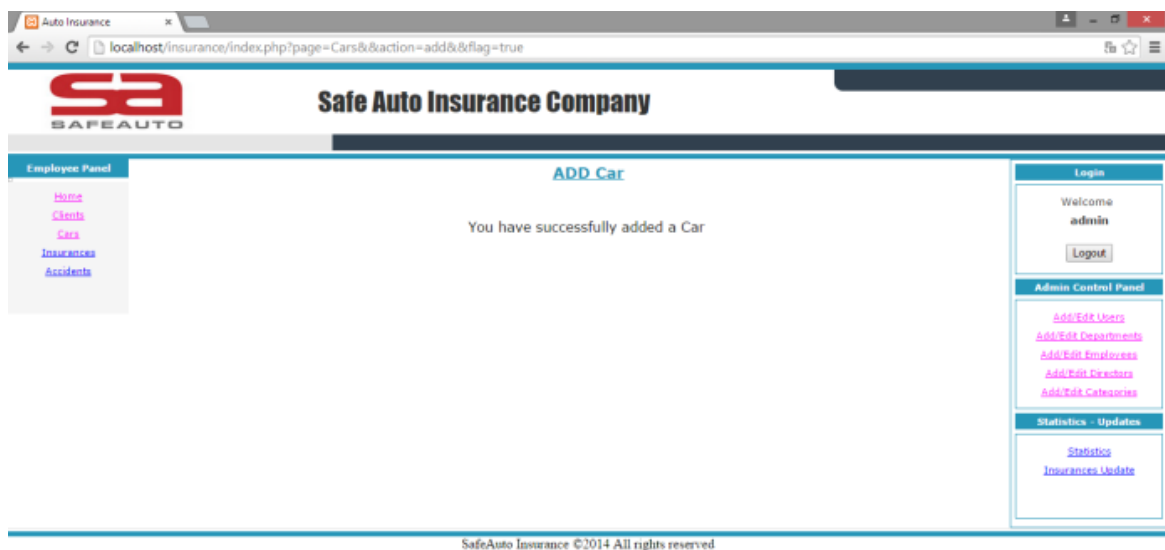 Auto Insurance
localhost/insurance/index.php?page=Cars&&action=add&&flag=true
sa
SAFEAUTO
Safe Auto Insurance Company
Employee Panel
Home
Clients
Cars
Insurances
Accidents
ADD Car
You have successfully added a Car
Login
Welcome
admin
Logout
Admin Control Panel
Add/Edit Users
Add/Edit Departments
Add/Edit Employees
Add/Edit Directors
Add/Edit Categories
Statistics - Updates
Statistics
Insurances Update
SafeAuto Insurance ©2014 All rights reserved